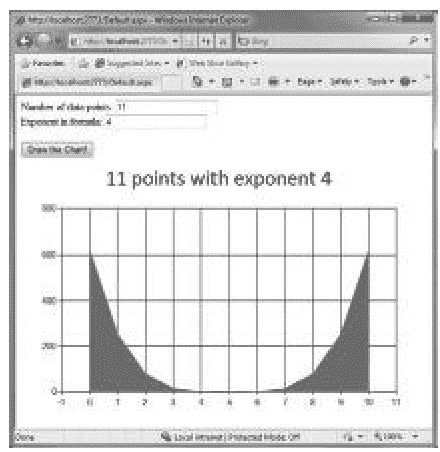 http://localhost:2773/Default.aspx - Windows Internet Explorer
Bing
Favorites Suggested Sites Web Slice Gallery
http://localhost:2773/Default.aspx Page Safety Tools
Number of data points: 11
Exponent in formula: 4
Draw the Chart!
11 points with exponent 4
800
600
400
200
0
-1 0 1 2 3 4 5 6 7 8 9 10 11
Done Local intranet | Protected Mode: Off 100%